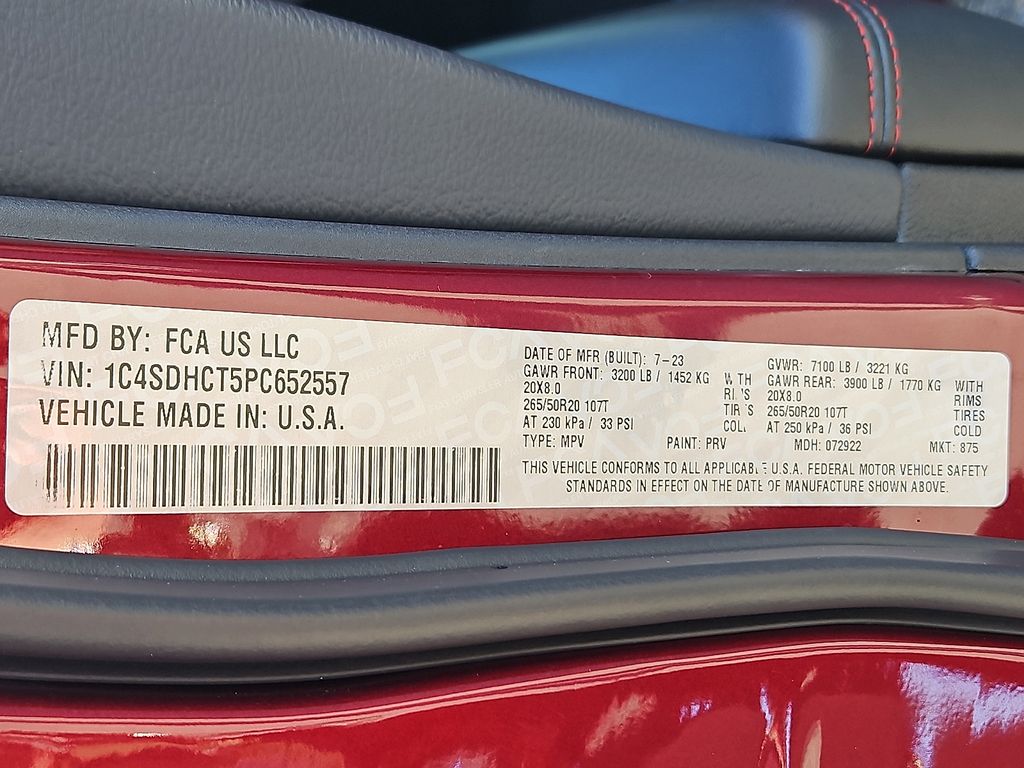 MFD BY: FCA US LLC
VIN: 1C4SDHCT5PC652557
VEHICLE MADE IN: U.S.A.
DATE OF MFR (BUILT): 7-23
GAWR FRONT: 3200 LB / 1452 KG WITH
20X8.0 RIMS
265/50R20 107T TIRES
AT 230 kPa / 33 PSI COLD
TYPE: MPV PAINT: PRV
GVWR: 7100 LB / 3221 KG
GAWR REAR: 3900 LB / 1770 KG WITH
20X8.0 RIMS
265/50R20 107T TIRES
AT 250 kPa / 36 PSI COLD
MDH: 072922 MKT: 875
THIS VEHICLE CONFORMS TO ALL APPLICABLE U.S.A. FEDERAL MOTOR VEHICLE SAFETY
STANDARDS IN EFFECT ON THE DATE OF MANUFACTURE SHOWN ABOVE.